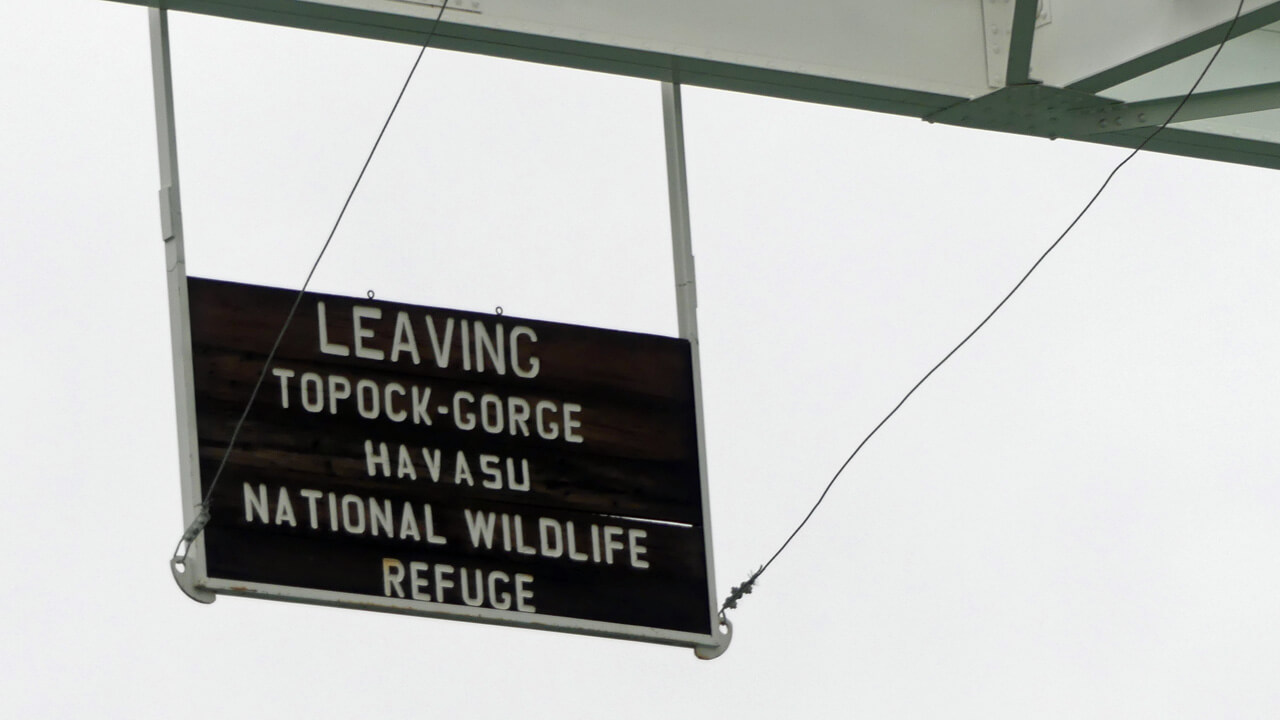 LEAVING
TOPOCK-GORGE
HAVASU
NATIONAL WILDLIFE
REFUGE